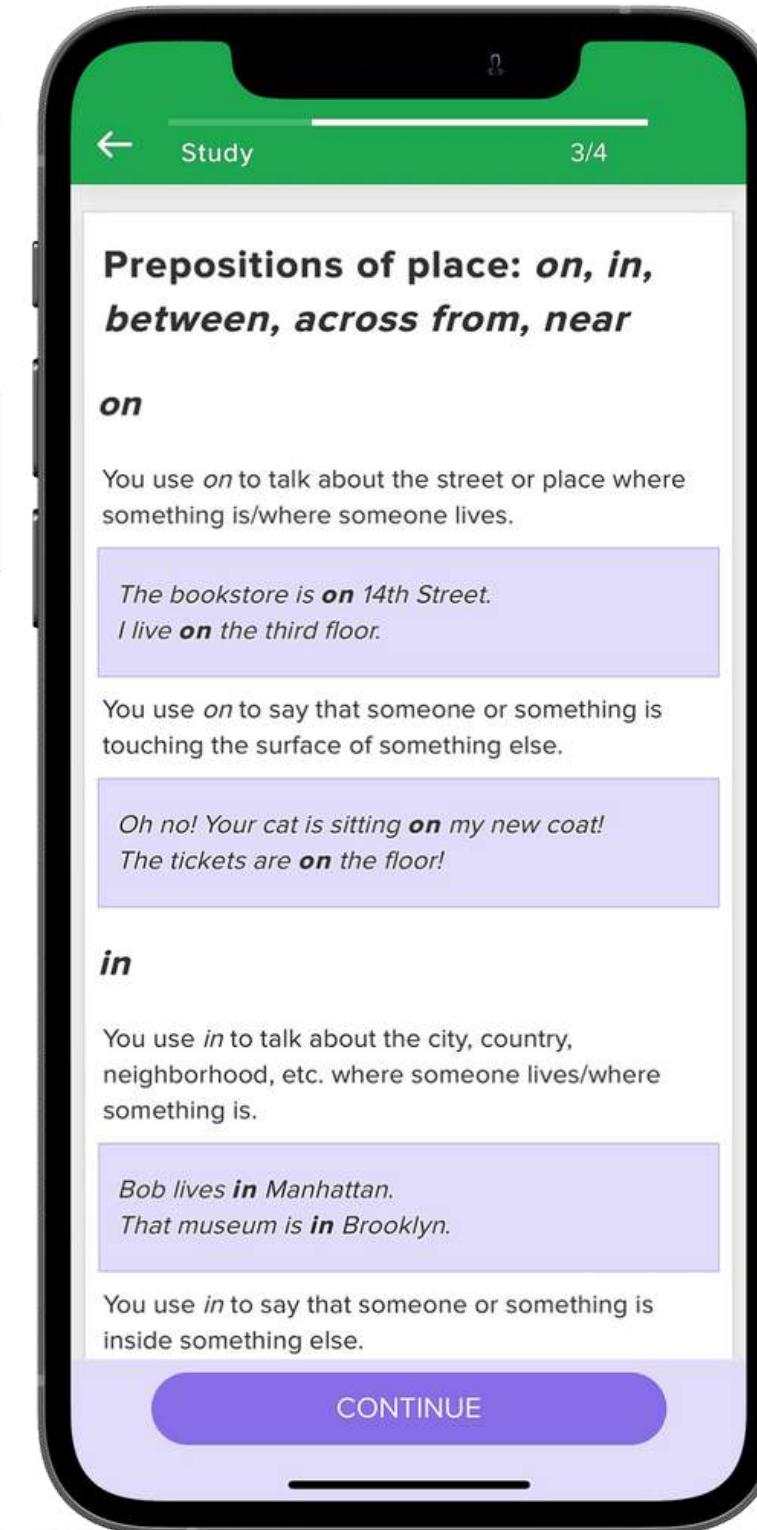 Study 3/4
Prepositions of place: on, in,
between, across from, near
on
You use on to talk about the street or place where
something is/where someone lives.
The bookstore is on 14th Street.
I live on the third floor.
You use on to say that someone or something is
touching the surface of something else.
Oh no! Your cat is sitting on my new coat!
The tickets are on the floor!
in
You use in to talk about the city, country,
neighborhood, etc. where someone lives/where
something is.
Bob lives in Manhattan.
That museum is in Brooklyn.
You use in to say that someone or something is
inside something else.
CONTINUE